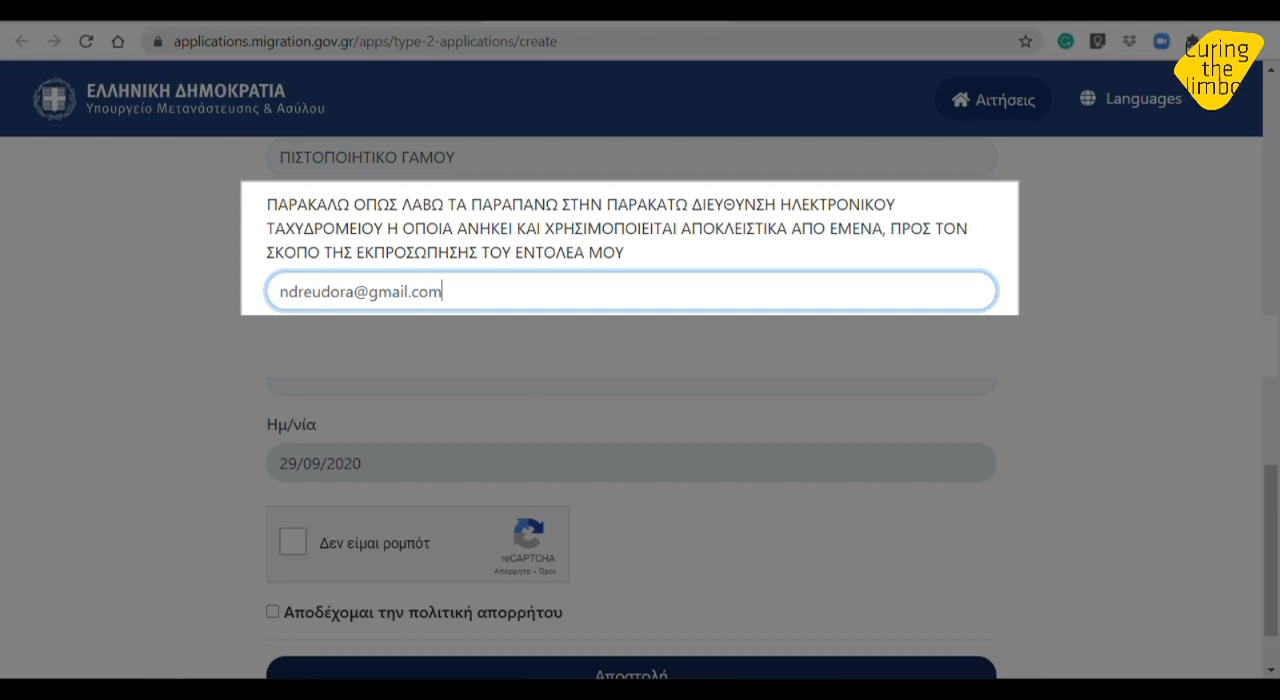 applications.migration.gov.gr/apps/type-2-applications/create
Curing
the
limbo
ΕΛΛΗΝΙΚΗ ΔΗΜΟΚΡΑΤΙΑ
Υπουργείο Μετανάστευσης & Ασύλου
Αιτήσεις
Languages
ΠΙΣΤΟΠΟΙΗΤΙΚΟ ΓΑΜΟΥ
ΠΑΡΑΚΑΛΩ ΟΠΩΣ ΛΑΒΩ ΤΑ ΠΑΡΑΠΑΝΩ ΣΤΗΝ ΠΑΡΑΚΑΤΩ ΔΙΕΥΘΥΝΣΗ ΗΛΕΚΤΡΟΝΙΚΟΥ
ΤΑΧΥΔΡΟΜΕΙΟΥ Η ΟΠΟΙΑ ΑΝΗΚΕΙ ΚΑΙ ΧΡΗΣΙΜΟΠΟΙΕΙΤΑΙ ΑΠΟΚΛΕΙΣΤΙΚΑ ΑΠΟ ΕΜΕΝΑ, ΠΡΟΣ ΤΟΝ
ΣΚΟΠΟ ΤΗΣ ΕΚΠΡΟΣΩΠΗΣΗΣ ΤΟΥ ΕΝΤΟΛΕΑ ΜΟΥ
ndreudora@gmail.com
Ημ/νία
29/09/2020
Δεν είμαι ρομπότ
reCAPTCHA
Απόρρητο - Όροι
Αποδέχομαι την πολιτική απορρήτου
Αποστολή